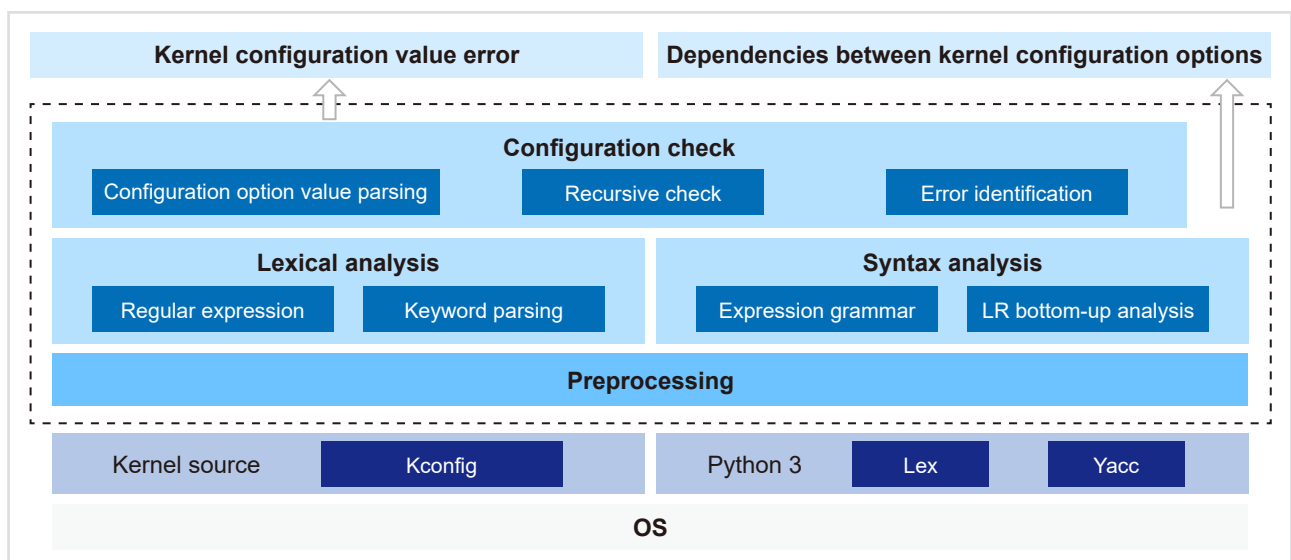 Kernel configuration value error
Dependencies between kernel configuration options
Configuration check
Configuration option value parsing
Recursive check
Error identification
Lexical analysis
Syntax analysis
Regular expression
Keyword parsing
Expression grammar
LR bottom-up analysis
Preprocessing
Kernel source
Kconfig
Python 3
Lex
Yacc
OS